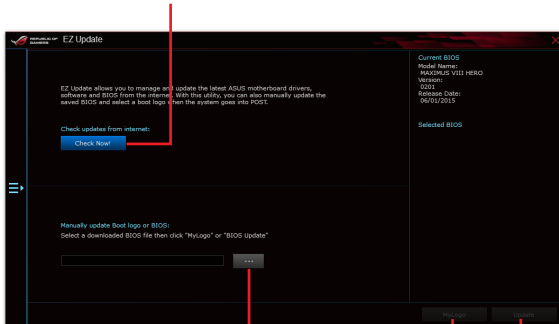 REPUBLIC OF
GAMERS
EZ Update
EZ Update allows you to manage and update the latest ASUS motherboard drivers,
software and BIOS from the internet. With this utility, you can also manually update the
saved BIOS and select a boot logo when the system goes into POST.
Check updates from internet:
Check Now!
Manually update Boot logo or BIOS:
Select a downloaded BIOS file then click "MyLogo" or "BIOS Update"
...
Current BIOS
Model Name:
MAXIMUS VIII HERO
Version:
0201
Release Date:
06/01/2015
Selected BIOS
MyLogo
Update